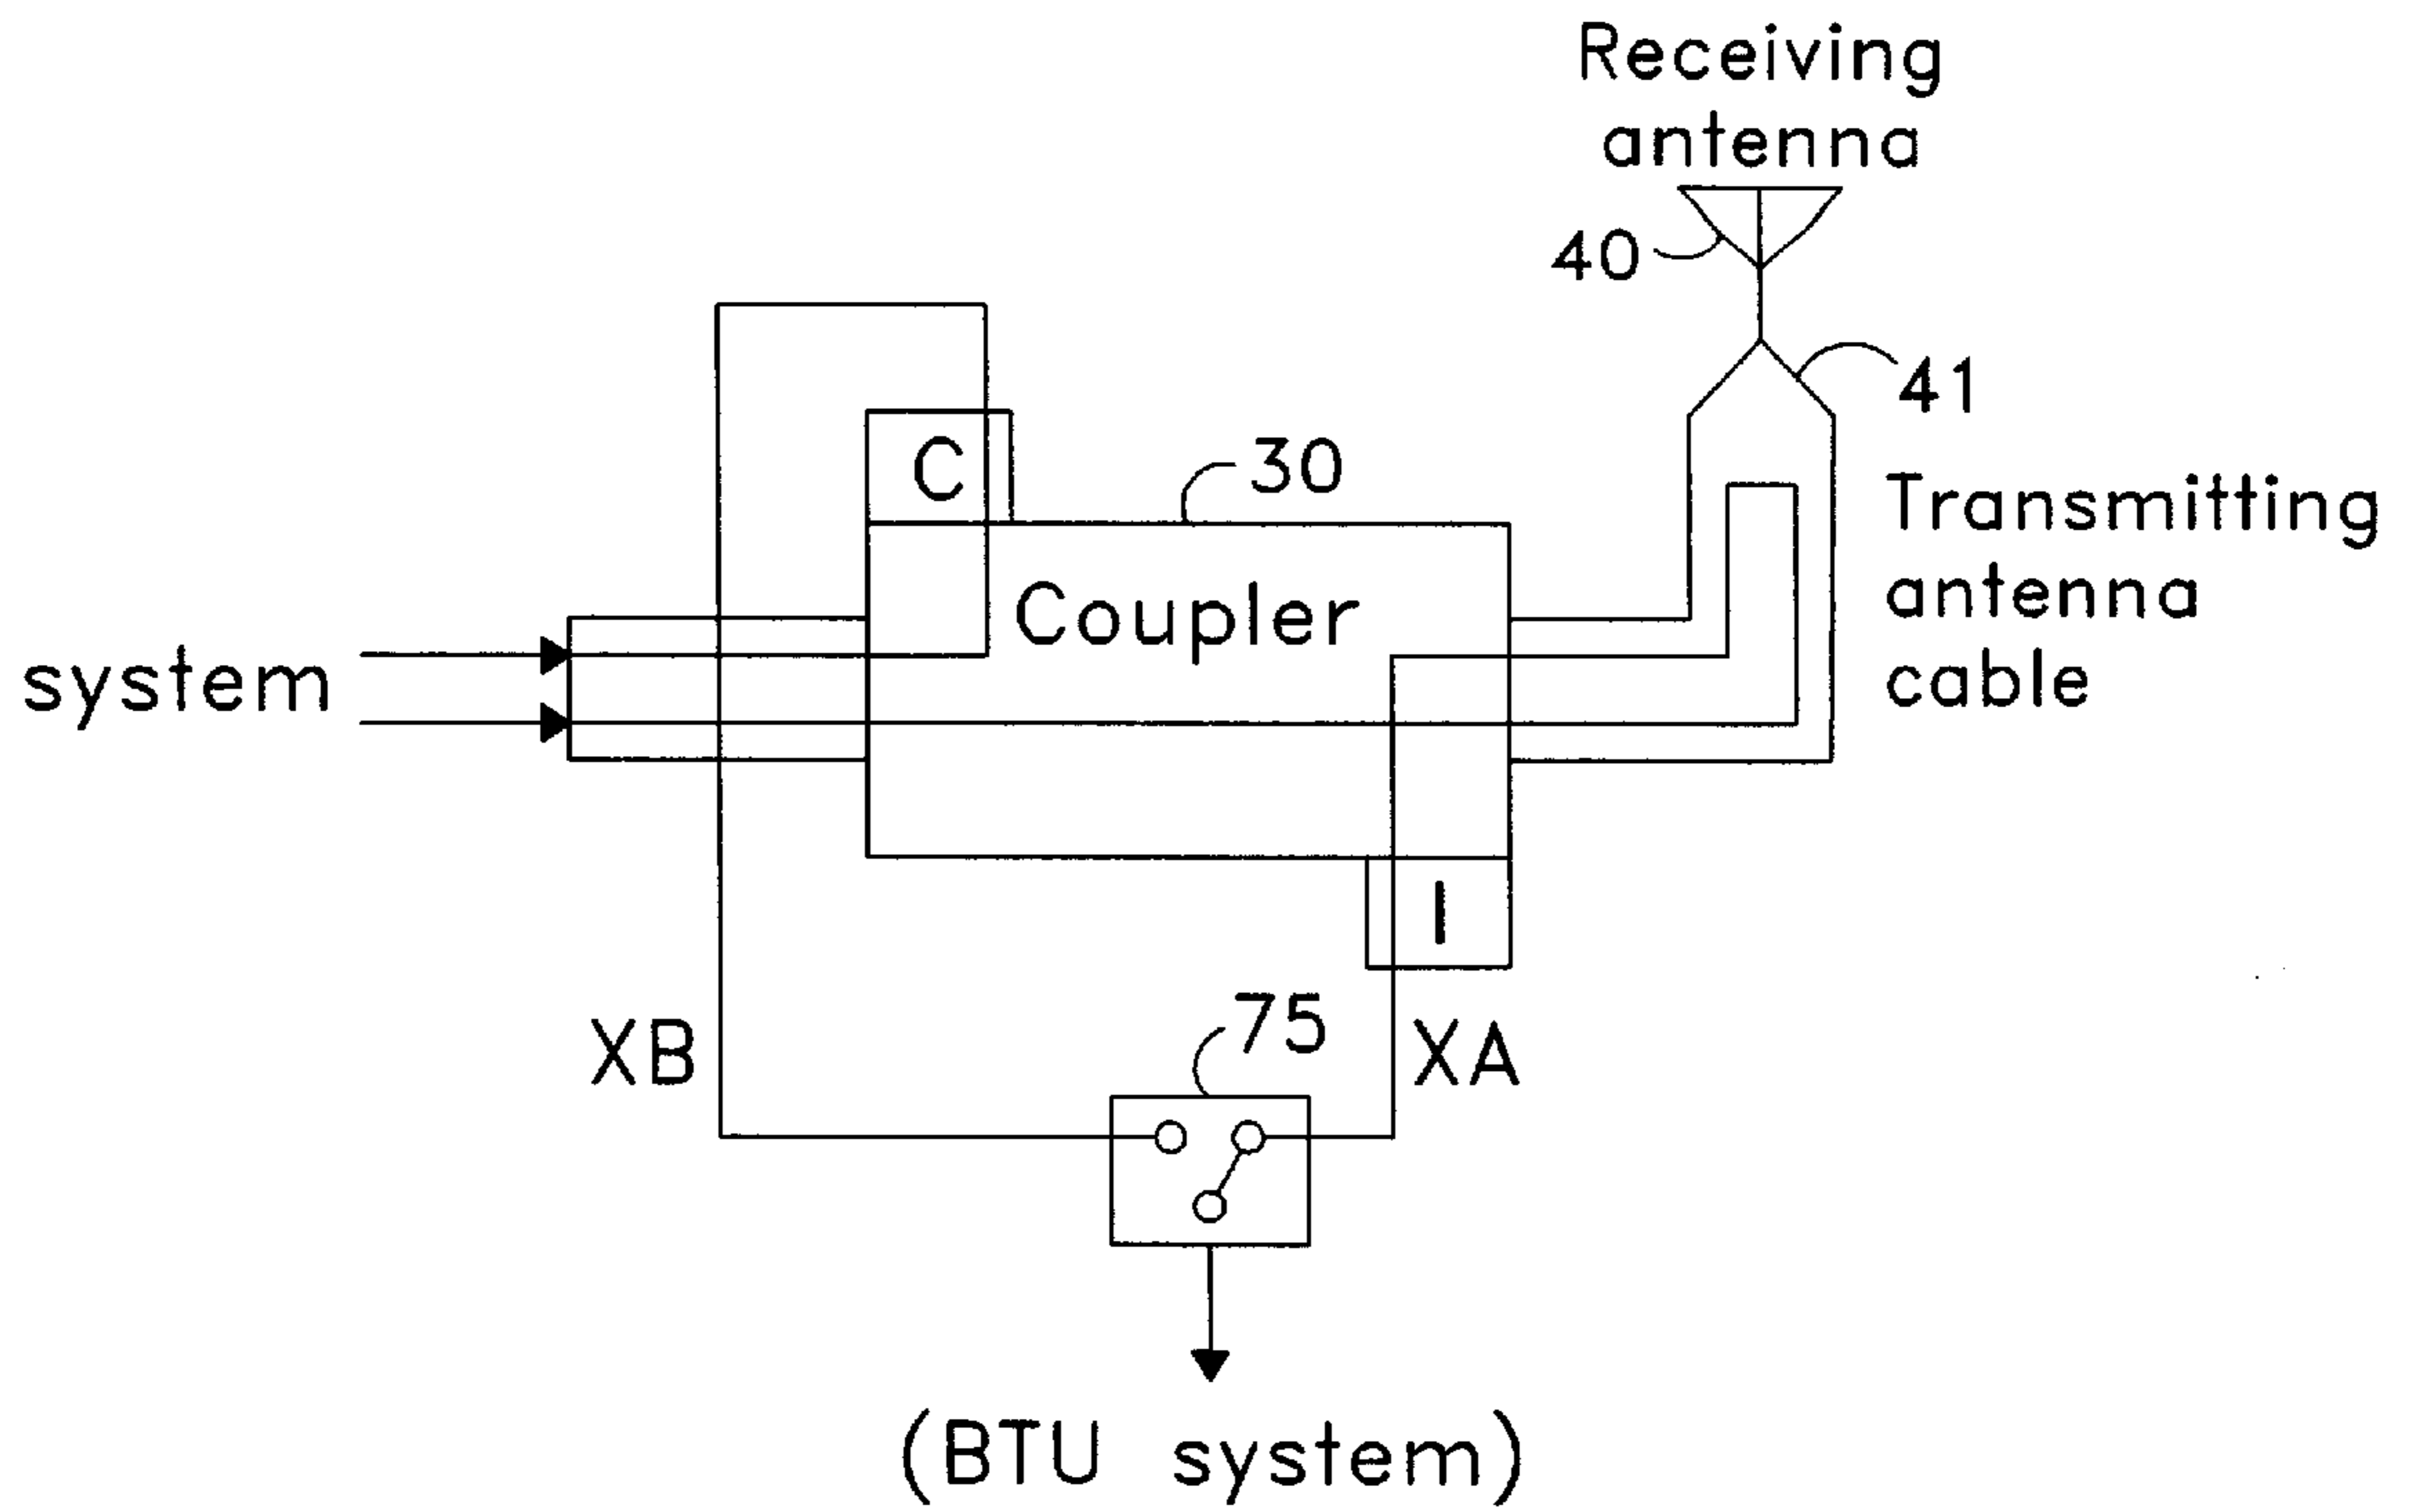 Receiving
antenna
40
41
C
30
Transmitting
antenna
cable
Coupler
system
I
75
XB
XA
(BTU system)